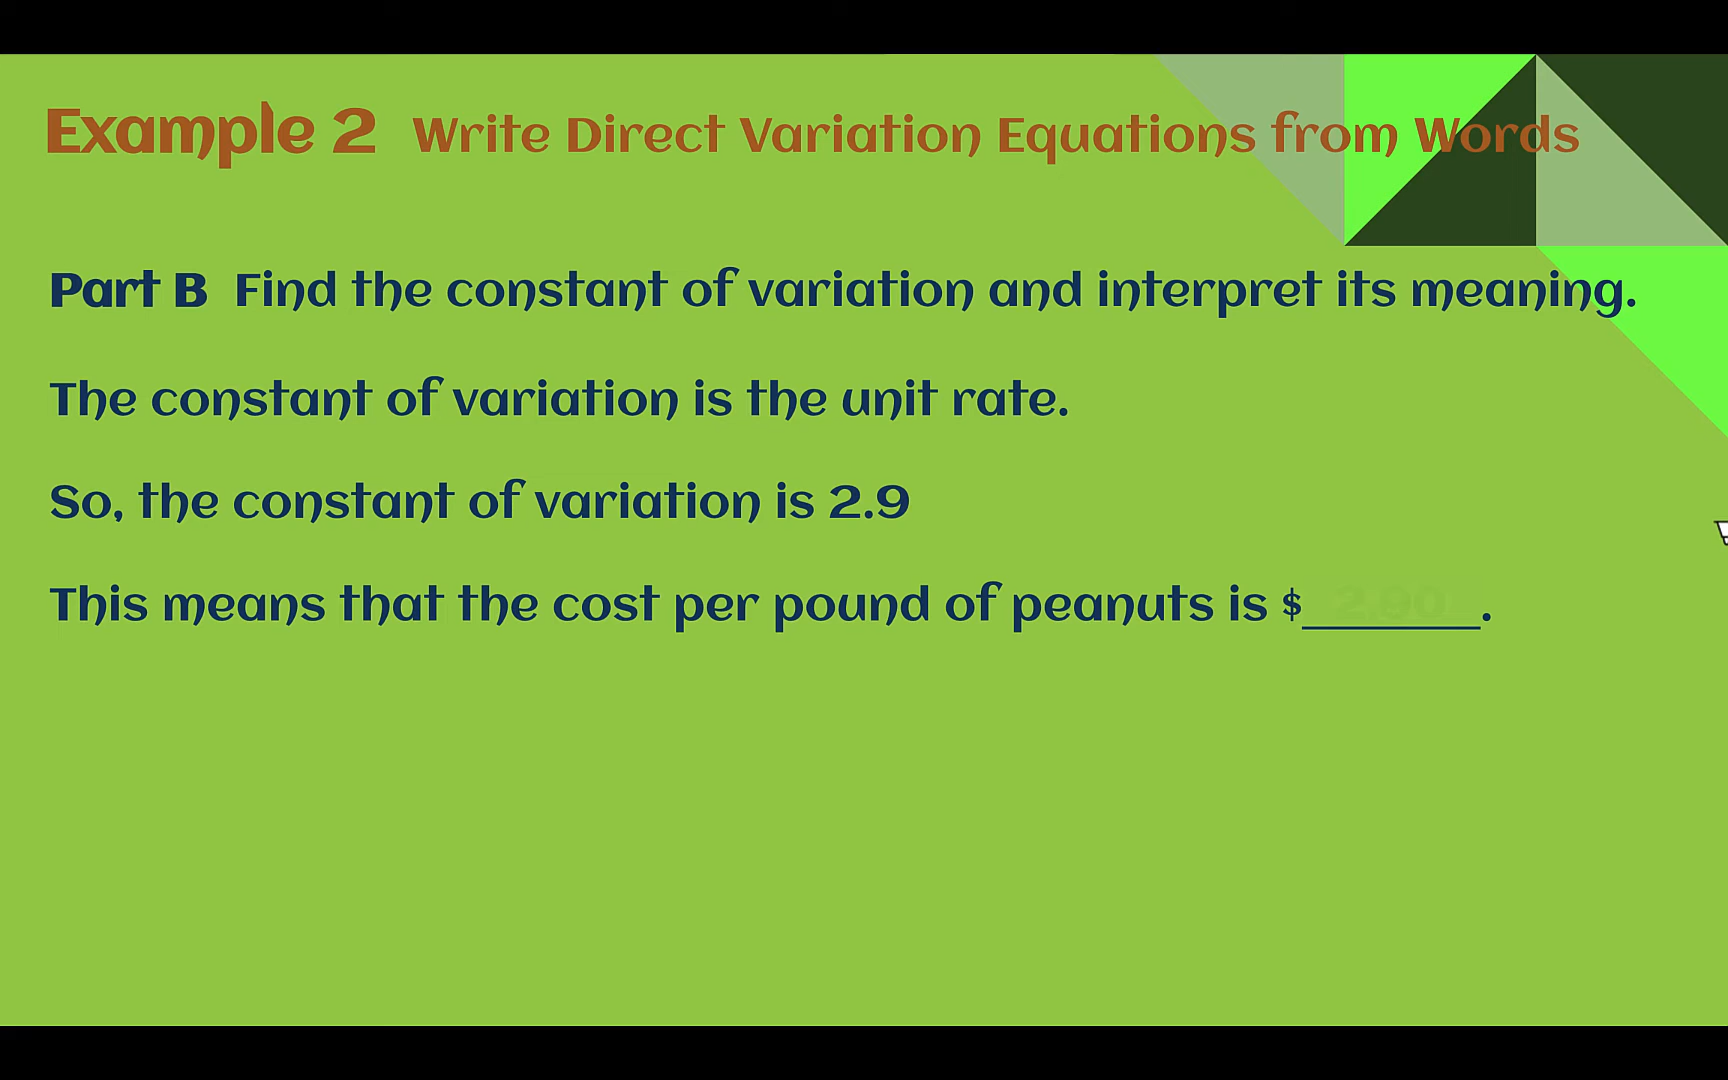 Example 2 Write Direct Variation Equations from Words
Part B Find the constant of variation and interpret its meaning.
The constant of variation is the unit rate.
So, the constant of variation is 2.9
This means that the cost per pound of peanuts is $ 2.90 .